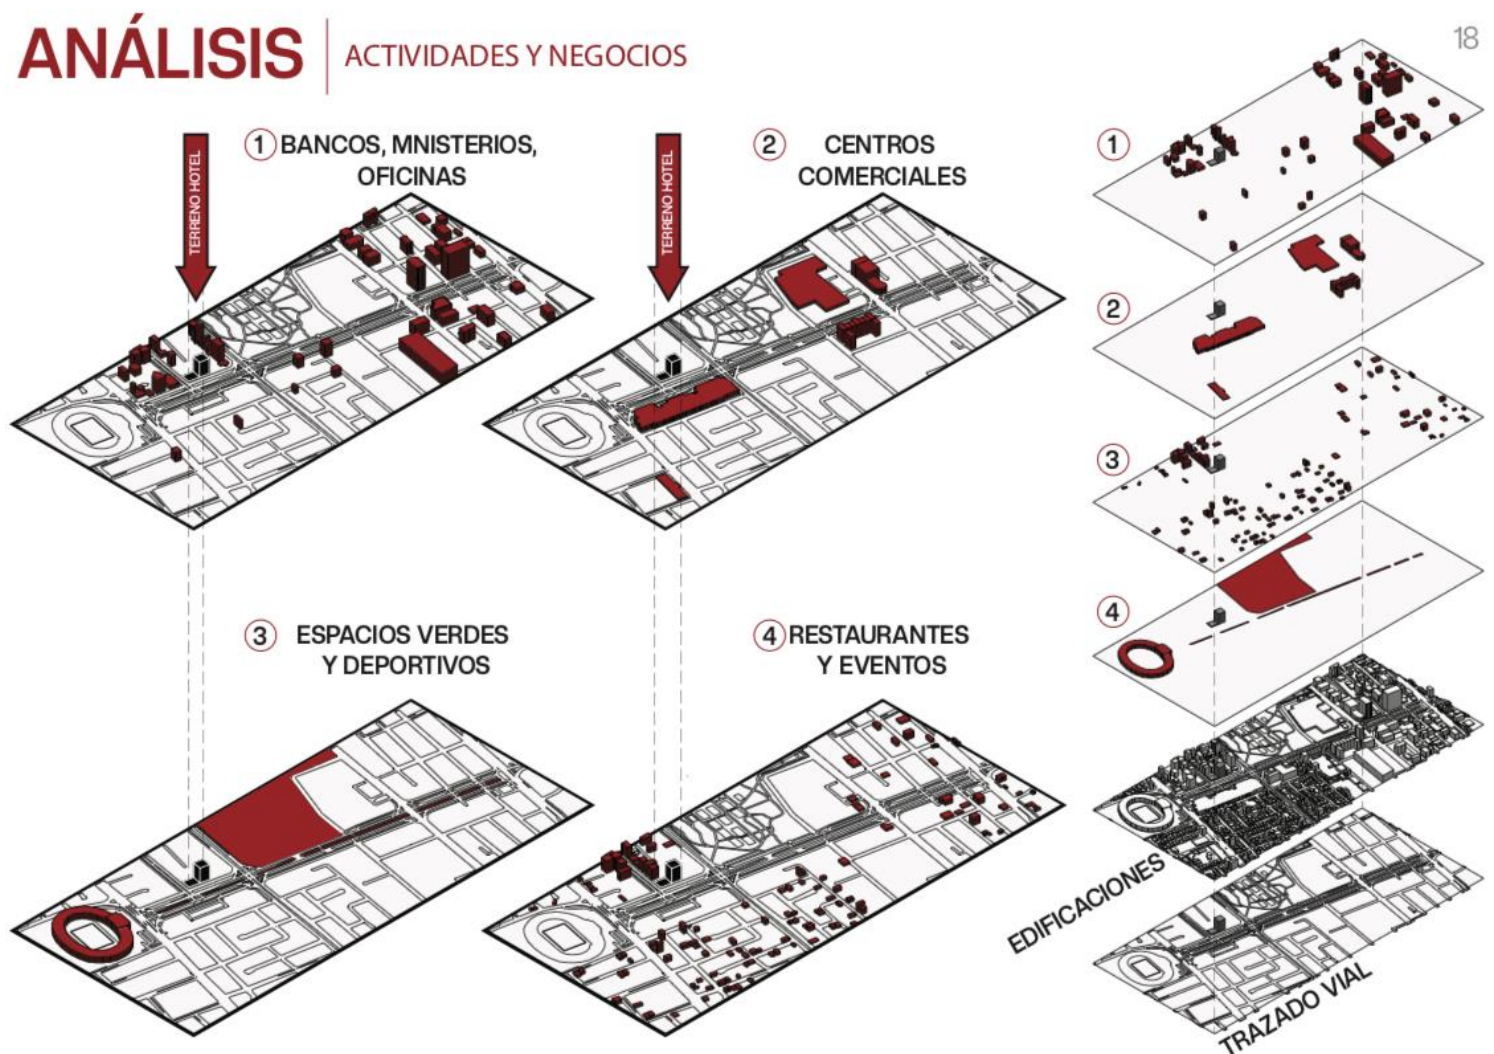 ANÁLISIS
ACTIVIDADES Y NEGOCIOS
18
TERRENO HOTEL
1 BANCOS, MNISTERIOS,
OFICINAS
TERRENO HOTEL
2 CENTROS
COMERCIALES
3 ESPACIOS VERDES
Y DEPORTIVOS
4 RESTAURANTES
Y EVENTOS
1
2
3
4
EDIFICACIONES
TRAZADO VIAL